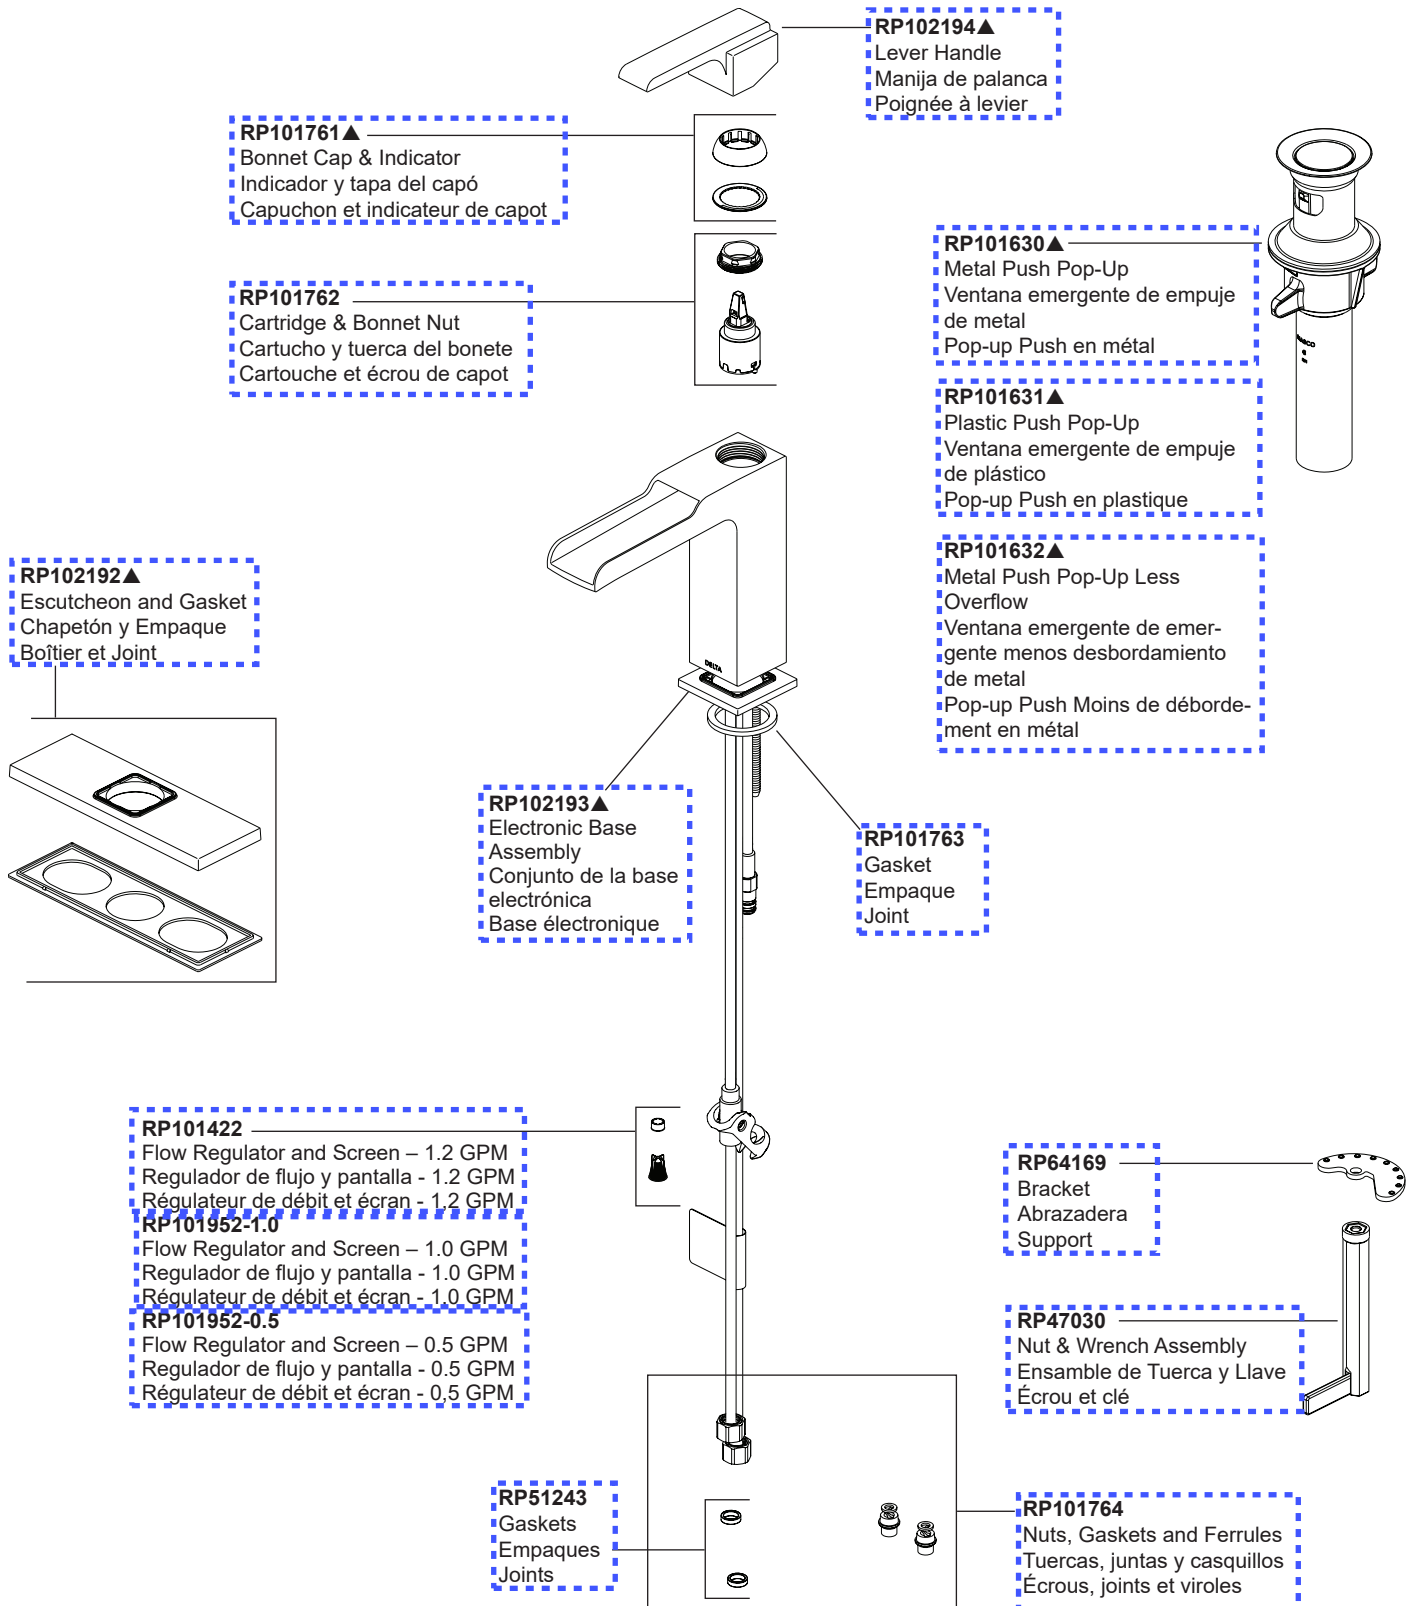 RP102194▲
Lever Handle
Manija de palanca
Poignée à levier
RP101761▲
Bonnet Cap & Indicator
Indicador y tapa del capó
Capuchon et indicateur de capot
RP101762
Cartridge & Bonnet Nut
Cartucho y tuerca del bonete
Cartouche et écrou de capot
RP101630▲
Metal Push Pop-Up
Ventana emergente de empuje
de metal
Pop-up Push en métal
RP101631▲
Plastic Push Pop-Up
Ventana emergente de empuje
de plástico
Pop-up Push en plastique
RP101632▲
Metal Push Pop-Up Less
Overflow
Ventana emergente de emer-
gente menos desbordamiento
de metal
Pop-up Push Moins de déborde-
ment en métal
RP102192▲
Escutcheon and Gasket
Chapetón y Empaque
Boîtier et Joint
DELTA
RP102193▲
Electronic Base
Assembly
Conjunto de la base
electrónica
Base électronique
RP101763
Gasket
Empaque
Joint
RP101422
Flow Regulator and Screen – 1.2 GPM
Regulador de flujo y pantalla - 1.2 GPM
Régulateur de débit et écran - 1,2 GPM
RP101952-1.0
Flow Regulator and Screen – 1.0 GPM
Regulador de flujo y pantalla - 1.0 GPM
Régulateur de débit et écran - 1,0 GPM
RP101952-0.5
Flow Regulator and Screen – 0.5 GPM
Regulador de flujo y pantalla - 0.5 GPM
Régulateur de débit et écran - 0,5 GPM
RP64169
Bracket
Abrazadera
Support
RP47030
Nut & Wrench Assembly
Ensamble de Tuerca y Llave
Écrou et clé
RP51243
Gaskets
Empaques
Joints
RP101764
Nuts, Gaskets and Ferrules
Tuercas, juntas y casquillos
Écrous, joints et viroles